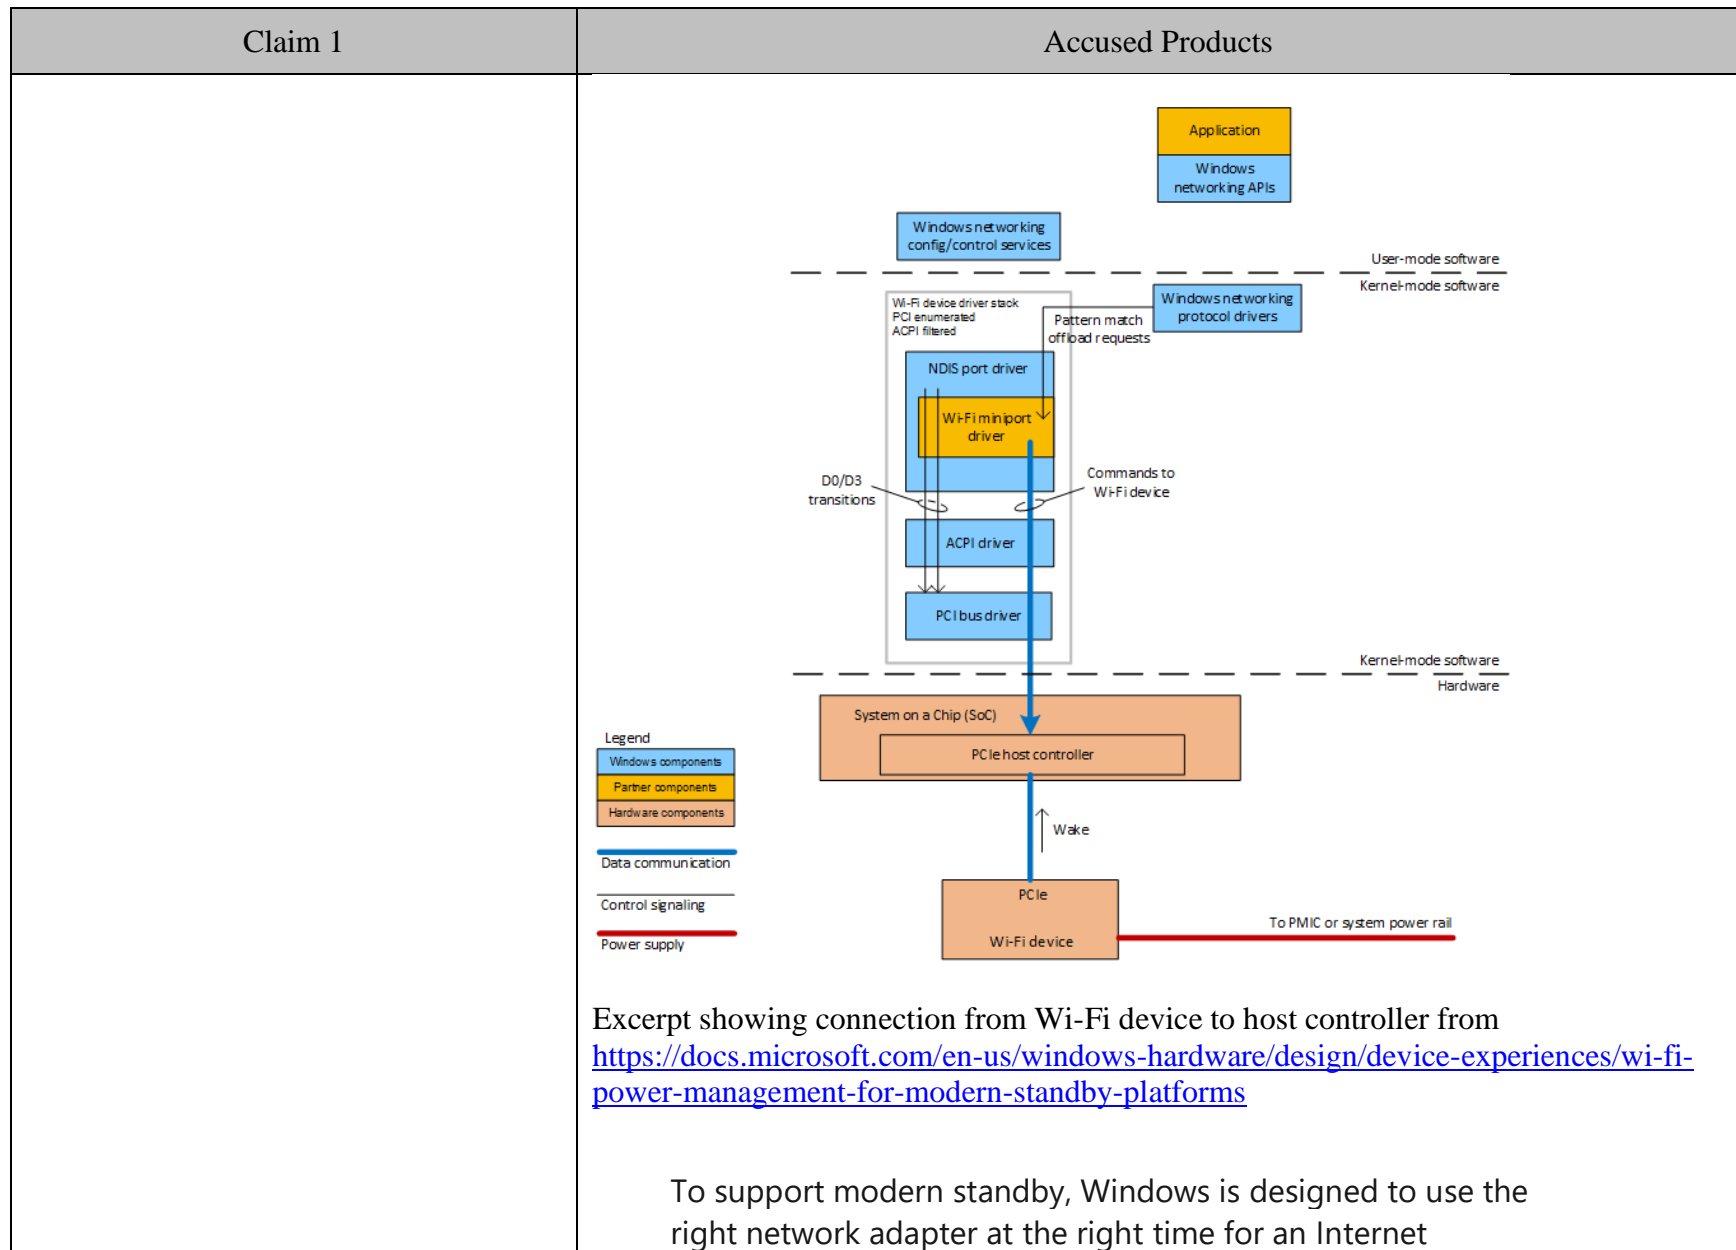 Claim 1
Accused Products
Application
Windows
networking APIs
Windows networking
config/control services
User-mode software
Kernel-mode software
Wi-Fi device driver stack
PCI enumerated
ACPI filtered
Windows networking
protocol drivers
Pattern match
offload requests
NDIS port driver
Wi-Fi miniport
driver
D0/D3
transitions
Commands to
Wi-Fi device
ACPI driver
PCI bus driver
Kernel-mode software
Hardware
System on a Chip (SoC)
PCIe host controller
Legend
Windows components
Partner components
Hardware components
Data communication
Control signaling
Power supply
Wake
PCIe
Wi-Fi device
To PMIC or system power rail
Excerpt showing connection from Wi-Fi device to host controller from
https://docs.microsoft.com/en-us/windows-hardware/design/device-experiences/wi-fi-
power-management-for-modern-standby-platforms
To support modern standby, Windows is designed to use the
right network adapter at the right time for an Internet